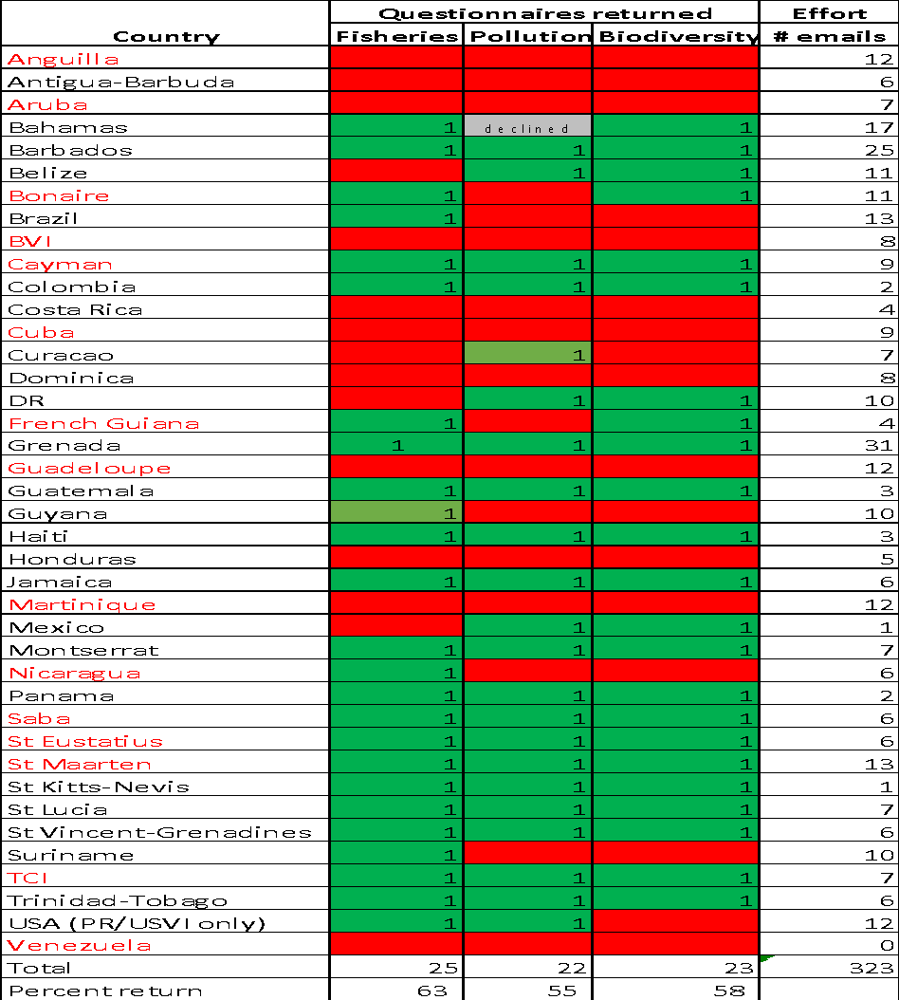 Questionnaires returned Effort
Country Fisheries Pollution Biodiversity # emails
Anguilla 12
Antigua-Barbuda 6
Aruba 7
Bahamas 1 declined 1 17
Barbados 1 1 1 25
Belize 1 1 11
Bonaire 1 1 11
Brazil 1 13
BVI 8
Cayman 1 1 1 9
Colombia 1 1 1 2
Costa Rica 4
Cuba 9
Curacao 1 7
Dominica 8
DR 1 1 10
French Guiana 1 1 4
Grenada 1 1 1 31
Guadeloupe 12
Guatemala 1 1 1 3
Guyana 1 10
Haiti 1 1 1 3
Honduras 5
Jamaica 1 1 1 6
Martinique 12
Mexico 1 1 1
Montserrat 1 1 1 7
Nicaragua 1 6
Panama 1 1 1 2
Saba 1 1 1 6
St Eustatius 1 1 1 6
St Maarten 1 1 1 13
St Kitts-Nevis 1 1 1 1
St Lucia 1 1 1 7
St Vincent-Grenadines 1 1 1 6
Suriname 1 10
TCI 1 1 1 7
Trinidad-Tobago 1 1 1 6
USA (PR/USVI only) 1 1 12
Venezuela 0
Total 25 22 23 323
Percent return 63 55 58